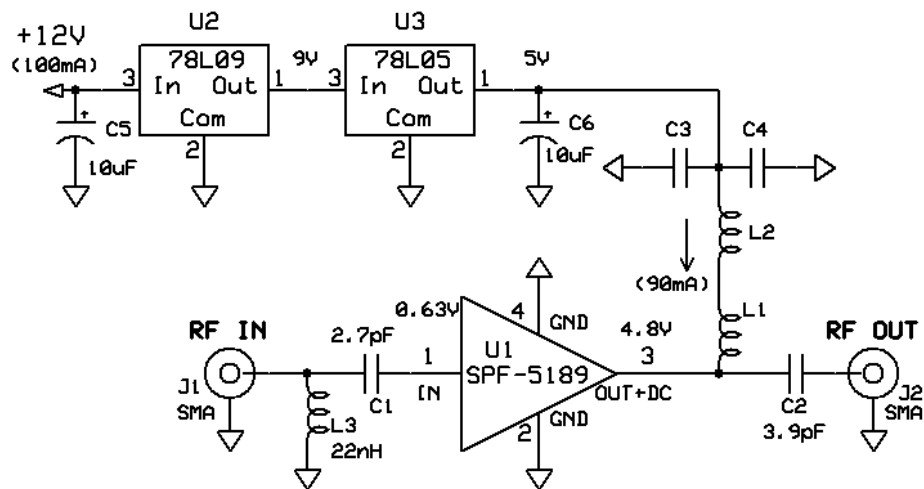 U2
U3
+12V
(100mA)
78L09
9V
78L05
5V
3
In
Out
1
3
In
Out
1
Com
Com
C5
2
2
C6
10uF
10uF
C3
C4
L2
(90mA)
L1
0.63V
4
GND
4.8V
RF IN
2.7pF
1
U1
3
RF OUT
SPF-5189
J1
SMA
C1
IN
OUT+DC
C2
J2
SMA
L3
22nH
2
GND
3.9pF